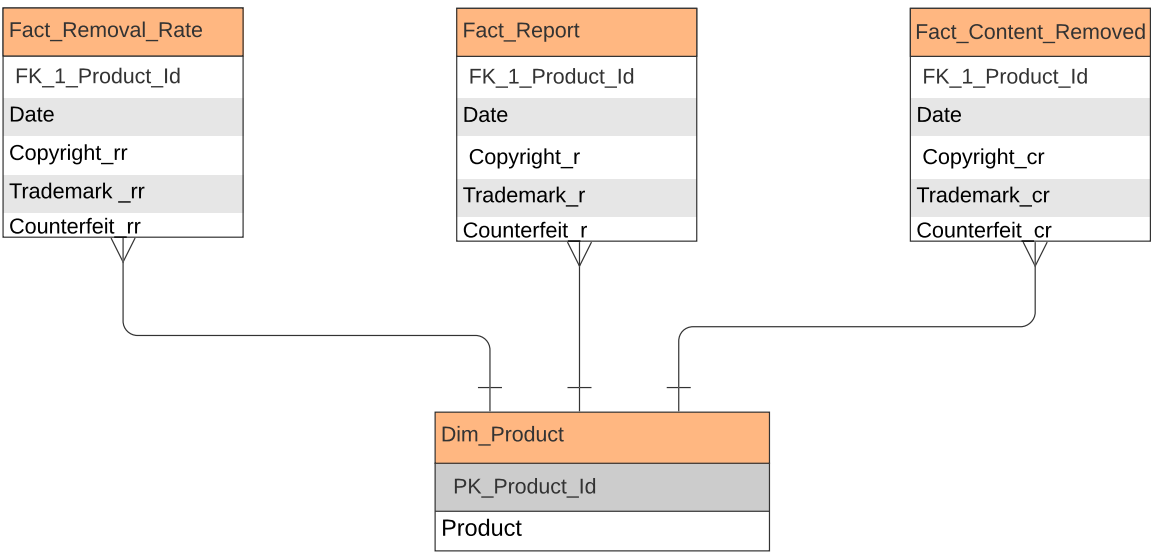 Fact_Removal_Rate
FK_1_Product_Id
Date
Copyright_rr
Trademark _rr
Counterfeit_rr
Fact_Report
FK_1_Product_Id
Date
Copyright_r
Trademark_r
Counterfeit_r
Fact_Content_Removed
FK_1_Product_Id
Date
Copyright_cr
Trademark_cr
Counterfeit_cr
Dim_Product
PK_Product_Id
Product